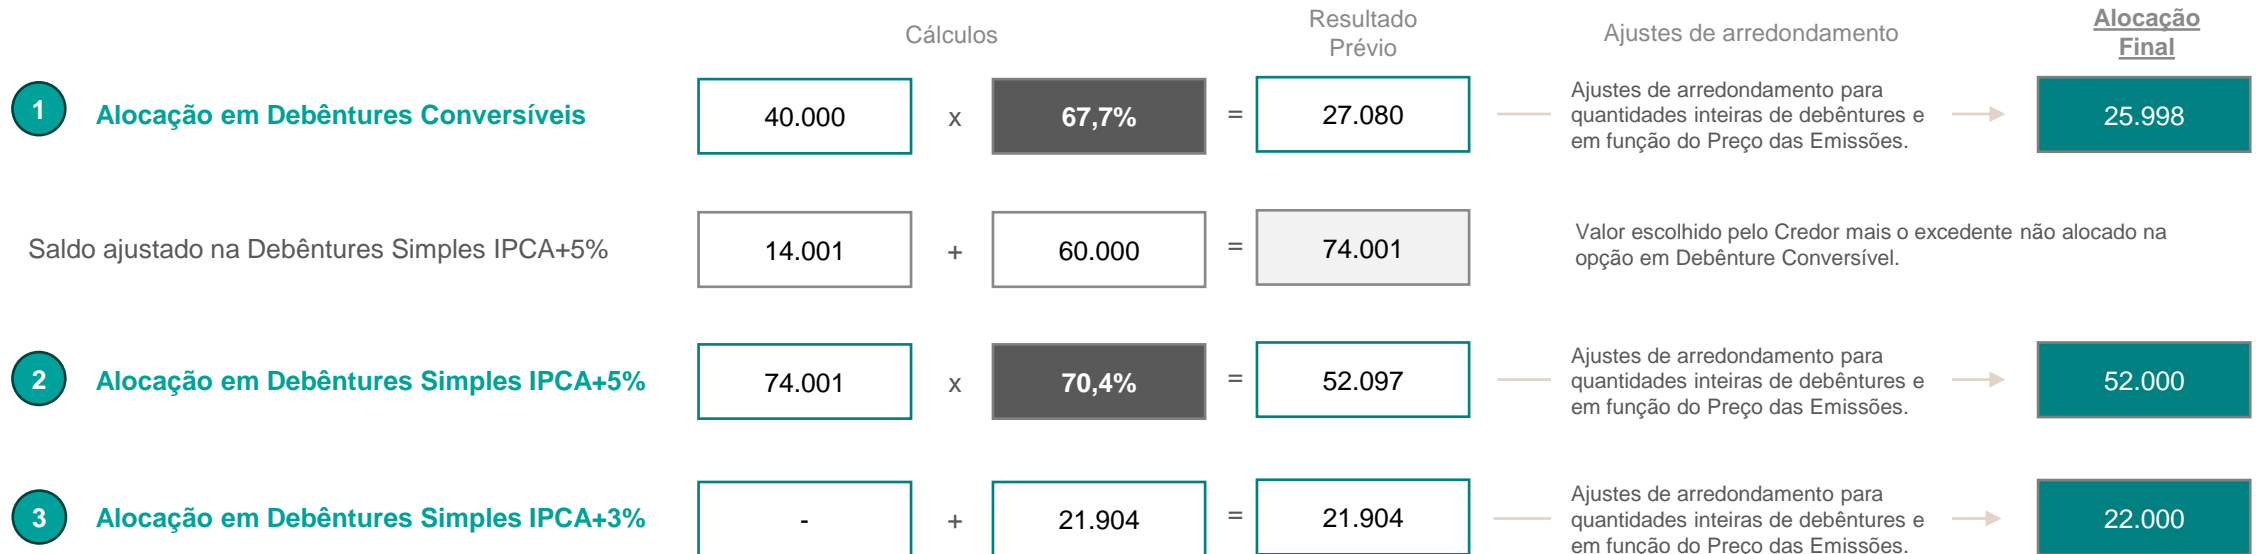 Cálculos
Resultado
Prévio
Ajustes de arredondamento
Alocação
Final
1
Alocação em Debêntures Conversíveis
40.000
x
67,7%
=
27.080
Ajustes de arredondamento para
quantidades inteiras de debêntures e
em função do Preço das Emissões.
25.998
Saldo ajustado na Debêntures Simples IPCA+5%
14.001
+
60.000
=
74.001
Valor escolhido pelo Credor mais o excedente não alocado na
opção em Debênture Conversível.
2
Alocação em Debêntures Simples IPCA+5%
74.001
x
70,4%
=
52.097
Ajustes de arredondamento para
quantidades inteiras de debêntures e
em função do Preço das Emissões.
52.000
3
Alocação em Debêntures Simples IPCA+3%
-
+
21.904
=
21.904
Ajustes de arredondamento para
quantidades inteiras de debêntures e
em função do Preço das Emissões.
22.000